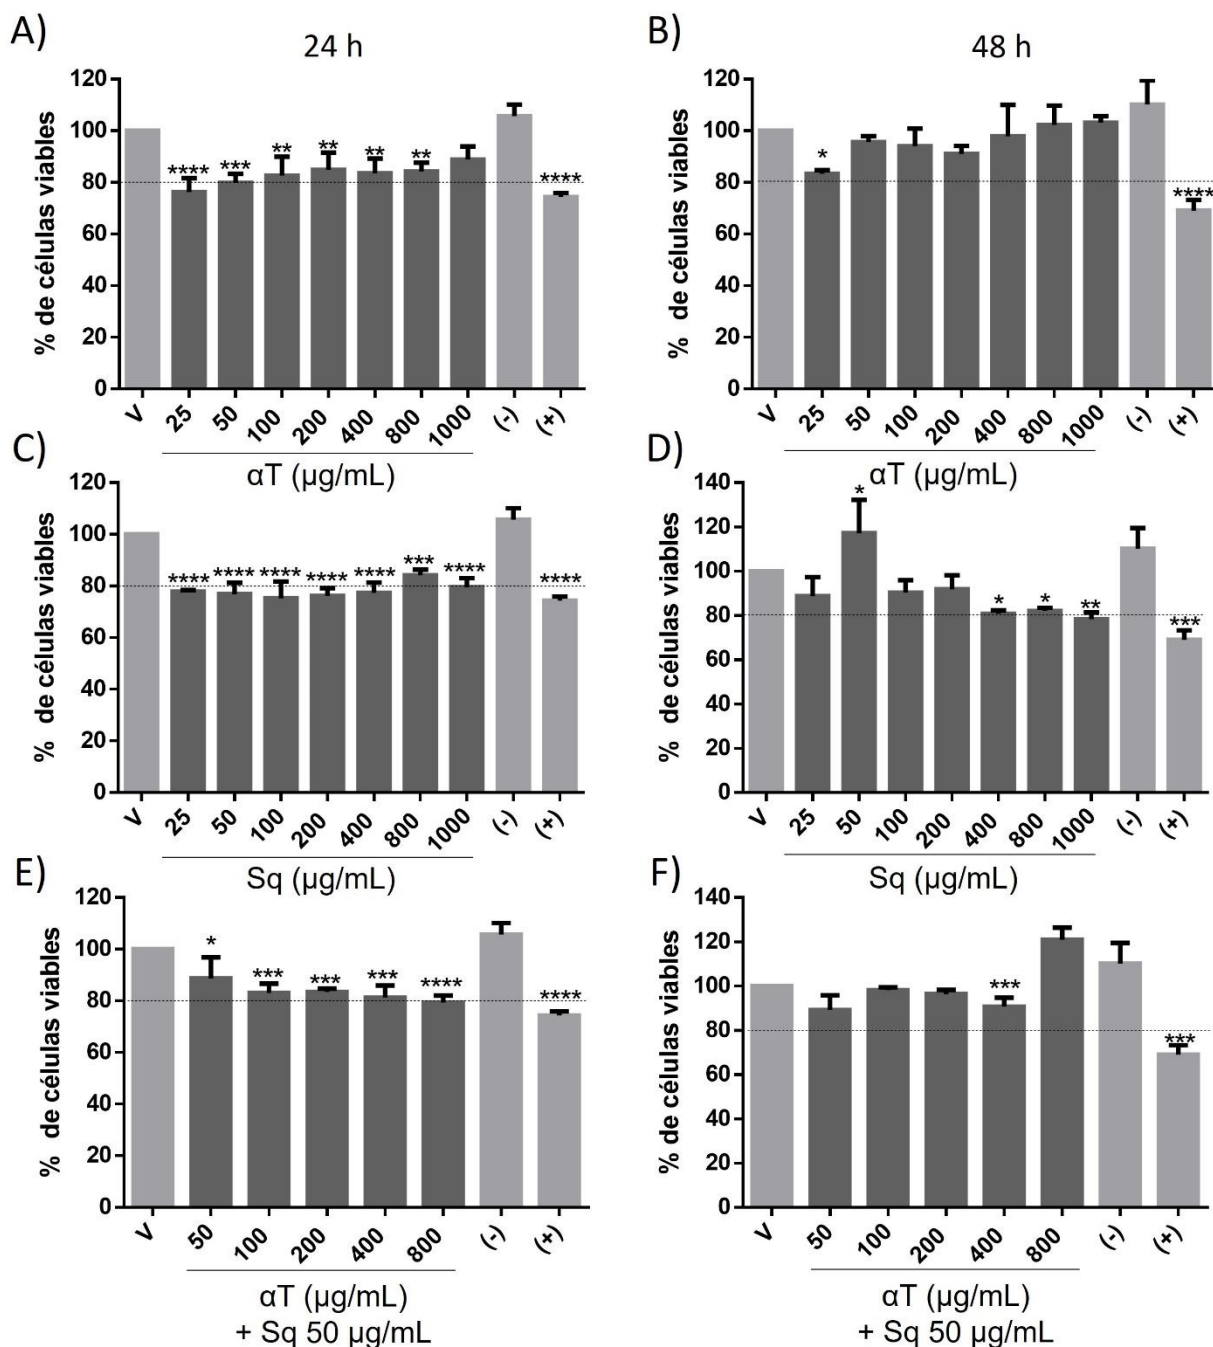 A)
24 h
% de células viables
120
100
80
60
40
20
0
**** *** ** ** ** ** ****
V 25 50 100 200 400 800 1000 (-) (+)
αT (µg/mL)
B)
48 h
% de células viables
120
100
80
60
40
20
0
* ****
V 25 50 100 200 400 800 1000 (-) (+)
αT (µg/mL)
C)
% de células viables
120
100
80
60
40
20
0
**** **** **** **** **** *** **** ****
V 25 50 100 200 400 800 1000 (-) (+)
Sq (µg/mL)
D)
% de células viables
140
120
100
80
60
40
20
0
* * * ** ***
V 25 50 100 200 400 800 1000 (-) (+)
Sq (µg/mL)
E)
% de células viables
120
100
80
60
40
20
0
* *** *** *** **** ****
V 50 100 200 400 800 (-) (+)
αT (µg/mL)
+ Sq 50 µg/mL
F)
% de células viables
140
120
100
80
60
40
20
0
*** ***
V 50 100 200 400 800 (-) (+)
αT (µg/mL)
+ Sq 50 µg/mL